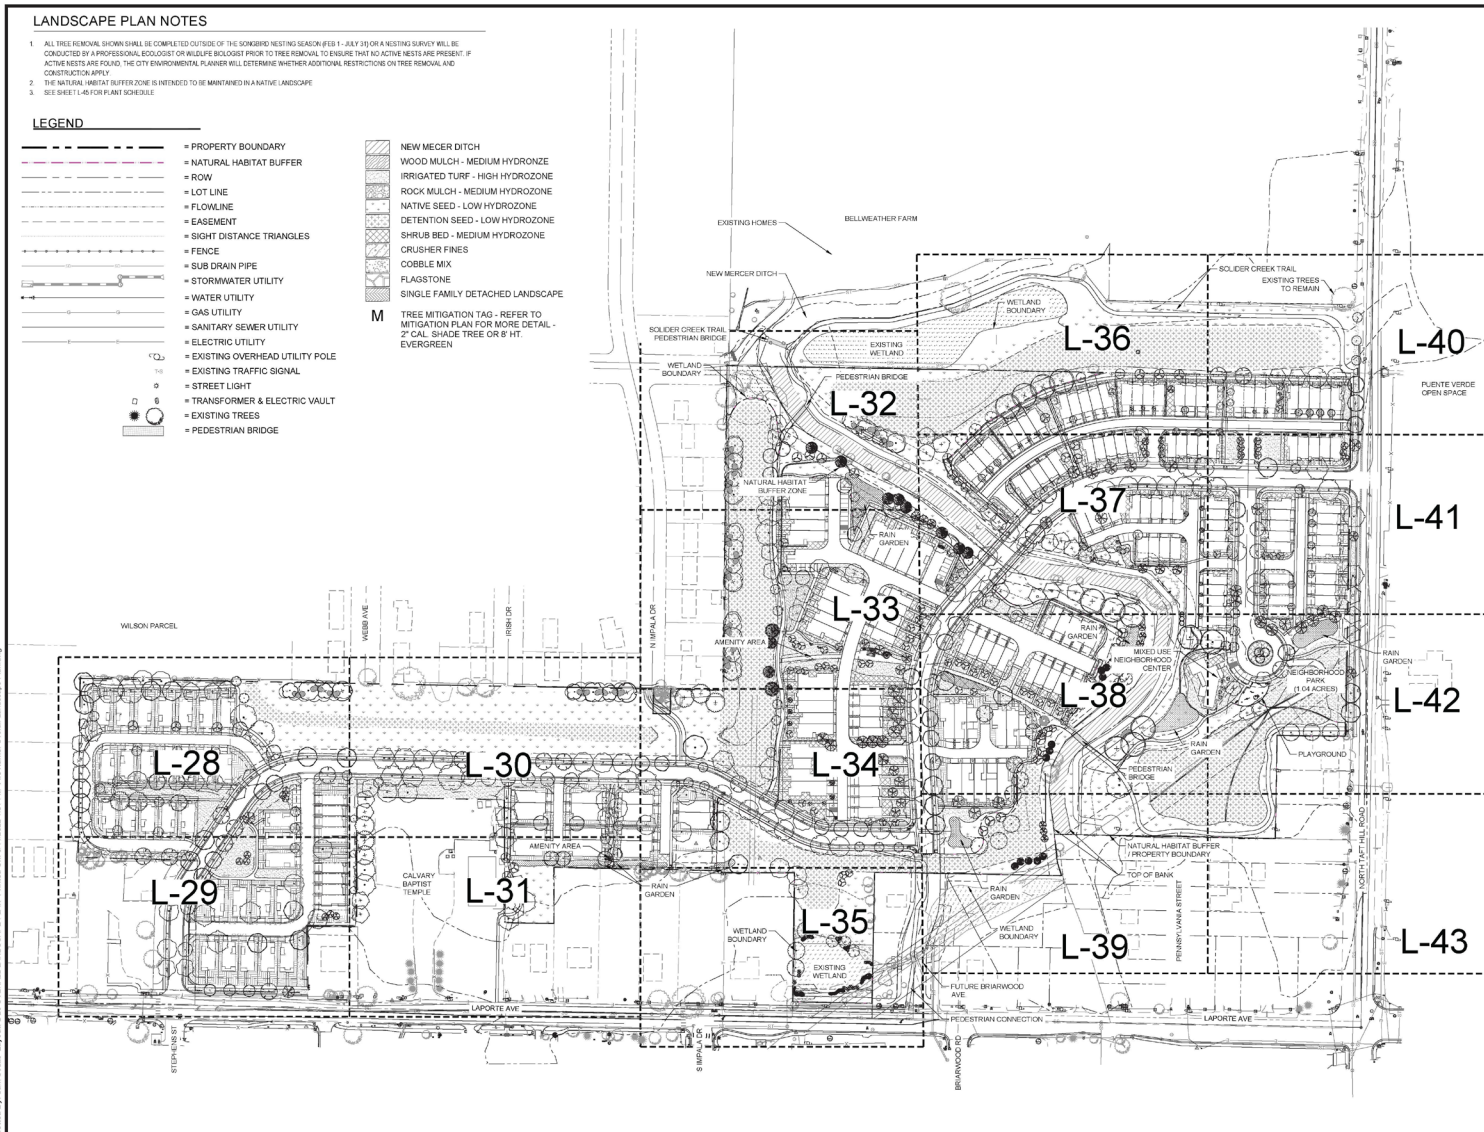 LANDSCAPE PLAN NOTES
1. ALL TREE REMOVAL SHOWN SHALL BE COMPLETED OUTSIDE OF THE SONGBIRD NESTING SEASON (FEB 1 - JULY 31) OR A NESTING SURVEY WILL BE
CONDUCTED BY A PROFESSIONAL ECOLOGIST OR WILDLIFE BIOLOGIST PRIOR TO TREE REMOVAL TO ENSURE THAT NO ACTIVE NESTS ARE PRESENT. IF
ACTIVE NESTS ARE FOUND, THE CITY ENVIRONMENTAL PLANNER WILL DETERMINE WHETHER ADDITIONAL RESTRICTIONS ON TREE REMOVAL AND
CONSTRUCTION APPLY
2. THE NATURAL HABITAT BUFFER ZONE IS INTENDED TO BE MAINTAINED IN A NATIVE LANDSCAPE
3. SEE SHEET L-45 FOR PLANT SCHEDULE
LEGEND
= PROPERTY BOUNDARY
= NATURAL HABITAT BUFFER
= ROW
= LOT LINE
= FLOWLINE
= EASEMENT
= SIGHT DISTANCE TRIANGLES
= FENCE
= SUB DRAIN PIPE
= STORMWATER UTILITY
= WATER UTILITY
= GAS UTILITY
= SANITARY SEWER UTILITY
= ELECTRIC UTILITY
= EXISTING OVERHEAD UTILITY POLE
= EXISTING TRAFFIC SIGNAL
= STREET LIGHT
= TRANSFORMER & ELECTRIC VAULT
= EXISTING TREES
= PEDESTRIAN BRIDGE
NEW MECER DITCH
WOOD MULCH - MEDIUM HYDRONZE
IRRIGATED TURF - HIGH HYDROZONE
ROCK MULCH - MEDIUM HYDROZONE
NATIVE SEED - LOW HYDROZONE
DETENTION SEED - LOW HYDROZONE
SHRUB BED - MEDIUM HYDROZONE
CRUSHER FINES
COBBLE MIX
FLAGSTONE
SINGLE FAMILY DETACHED LANDSCAPE
M TREE MITIGATION TAG - REFER TO
MITIGATION PLAN FOR MORE DETAIL -
2" CAL. SHADE TREE OR 8' HT.
EVERGREEN
EXISTING HOMES
BELLWEATHER FARM
NEW MERCER DITCH
SOLIDER CREEK TRAIL
EXISTING TREES
TO REMAIN
WETLAND
BOUNDARY
SOLIDER CREEK TRAIL
PEDESTRIAN BRIDGE
EXISTING
WETLAND
L-36
L-40
WETLAND
BOUNDARY
PEDESTRIAN BRIDGE
PUENTE VERDE
OPEN SPACE
L-32
NATURAL HABITAT
BUFFER ZONE
L-37
L-41
RAIN
GARDEN
WILSON PARCEL
WEBB AVE
IRISH DR
N IMPALA DR
L-33
AMENITY AREA
RAIN
GARDEN
MIXED USE
NEIGHBORHOOD
CENTER
RAIN
GARDEN
NEIGHBORHOOD
PARK
(1.04 ACRES)
L-38
L-42
RAIN
GARDEN
PLAYGROUND
L-28
L-30
L-34
PEDESTRIAN
BRIDGE
NORTH TAFT HILL ROAD
AMENITY AREA
NATURAL HABITAT BUFFER
/ PROPERTY BOUNDARY
TOP OF BANK
CALVARY
BAPTIST
TEMPLE
L-29
L-31
RAIN
GARDEN
RAIN
GARDEN
PENNSYLVANIA STREET
L-35
WETLAND
BOUNDARY
WETLAND
BOUNDARY
L-39
L-43
EXISTING
WETLAND
FUTURE BRIARWOOD
AVE.
LAPORTE AVE
PEDESTRIAN CONNECTION
LAPORTE AVE
STEPHENS ST
S IMPALA DR
BRIARWOOD RD